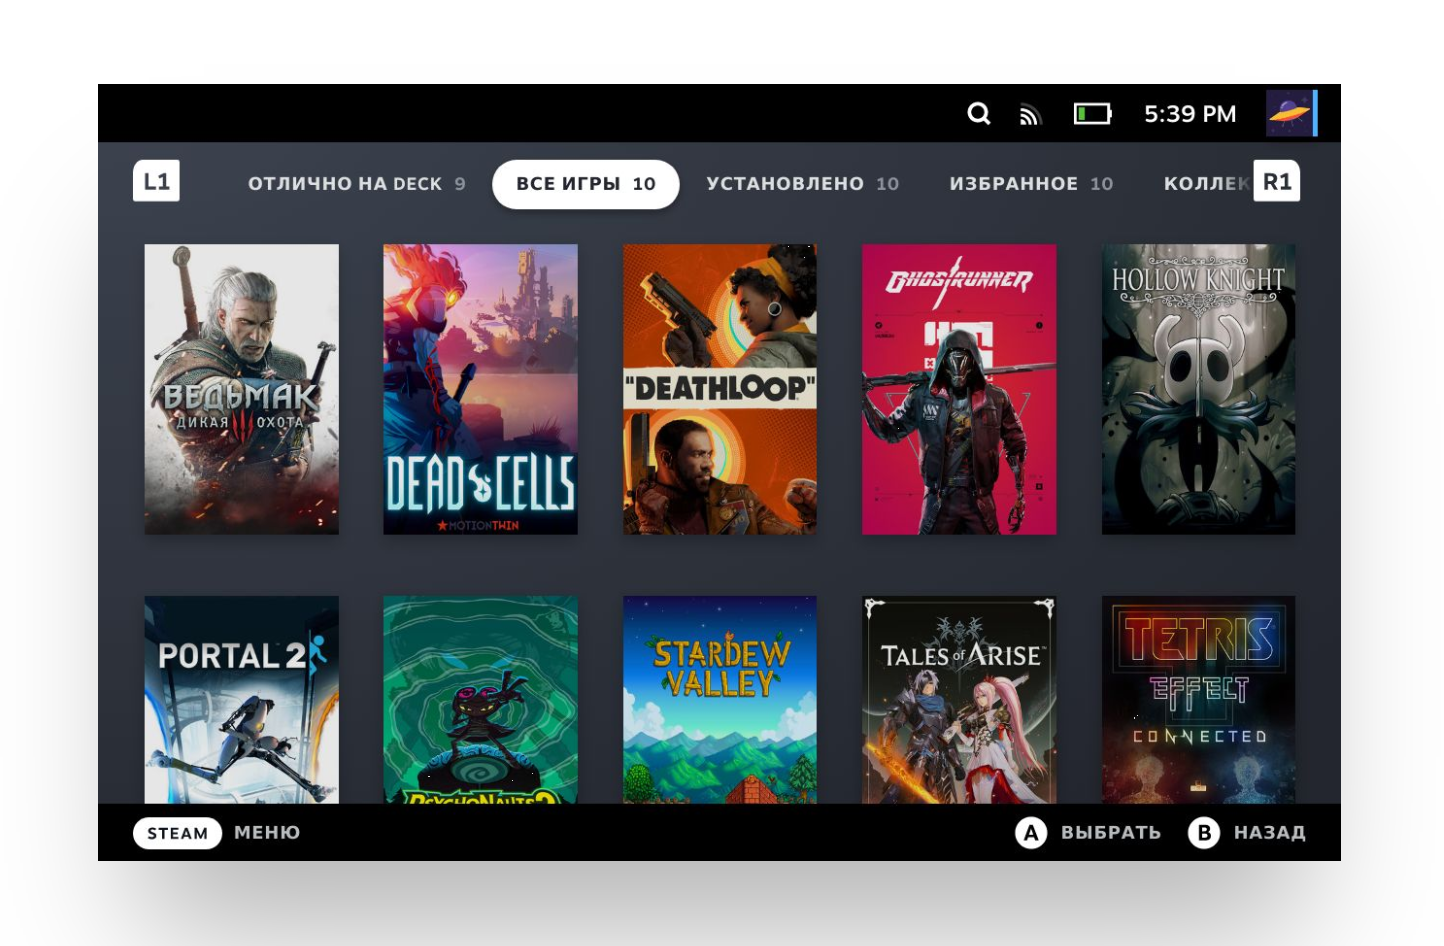 5:39 PM
L1 ОТЛИЧНО НА DECK 9 ВСЕ ИГРЫ 10 УСТАНОВЛЕНО 10 ИЗБРАННОЕ 10 КОЛЛЕК R1
ВЕДЬМАК
ДИКАЯ ОХОТА
DEAD CELLS
MOTIONTWIN
"DEATHLOOP"
GHOSTRUNNER
HOLLOW KNIGHT
PORTAL 2
PSYCHONAUTS 2
STARDEW
VALLEY
TALES of ARISE
TETRIS
EFFECT
CONNECTED
STEAM МЕНЮ A ВЫБРАТЬ B НАЗАД